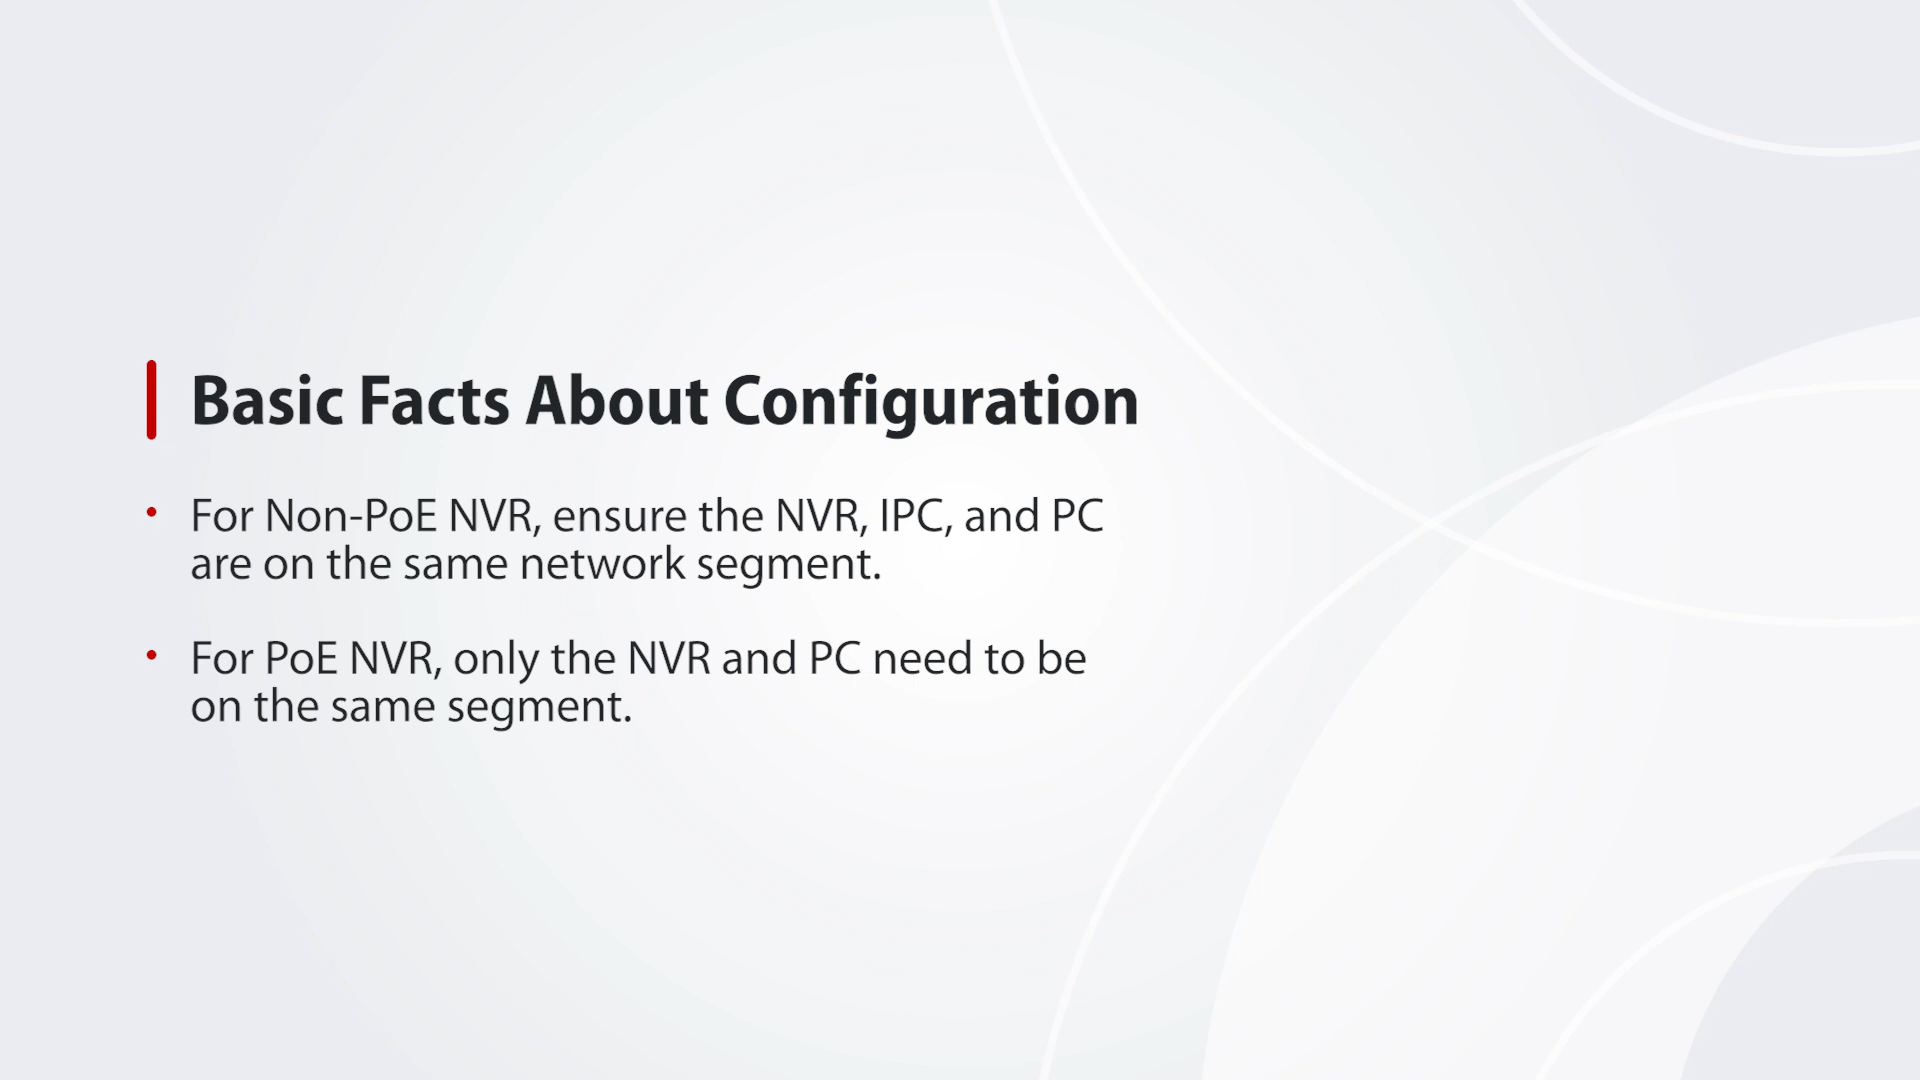 Basic Facts About Configuration
• For Non-PoE NVR, ensure the NVR, IPC, and PC
are on the same network segment.
• For PoE NVR, only the NVR and PC need to be
on the same segment.